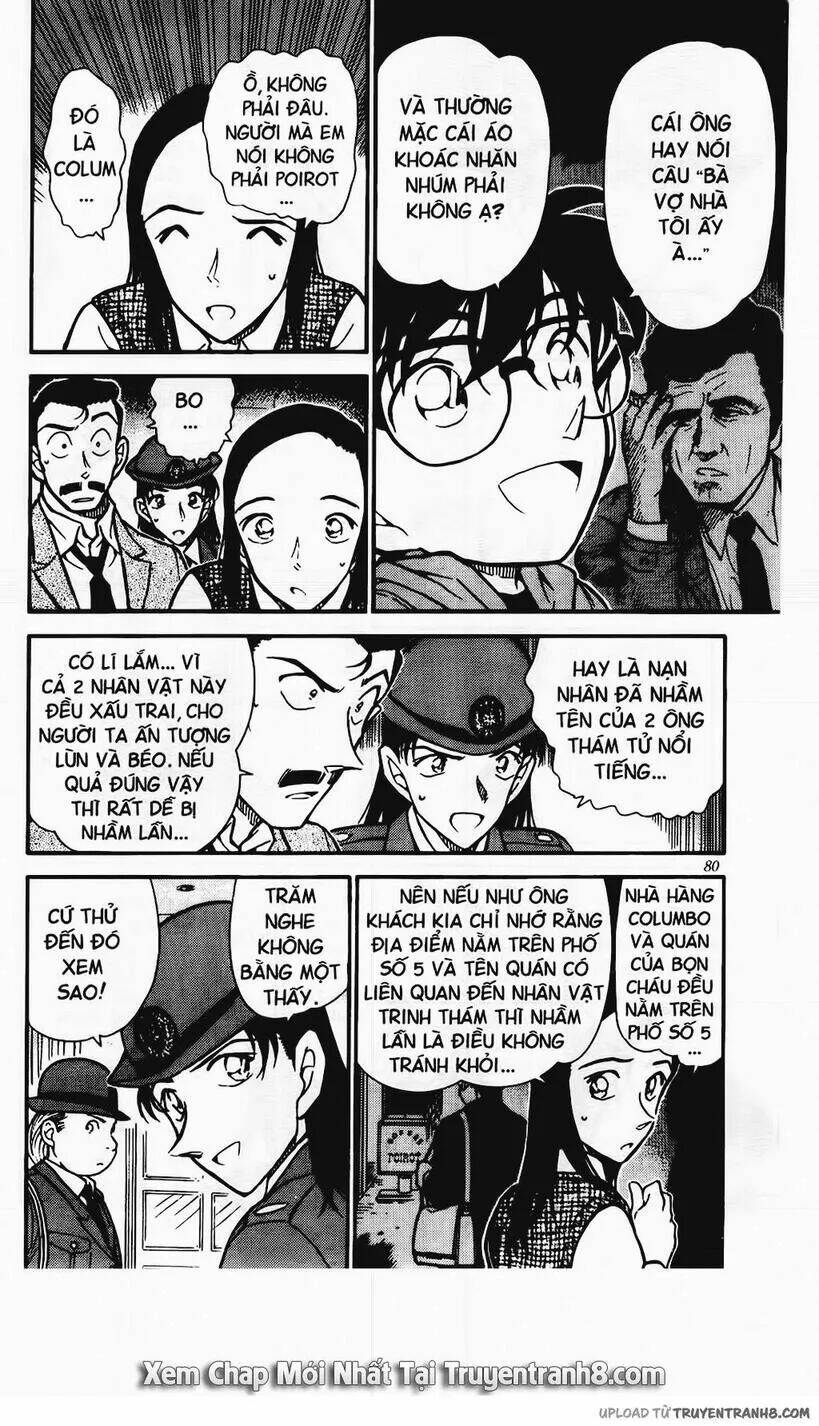 CÁI ÔNG
HAY NÓI
CÂU "BÀ
VỢ NHÀ
TÔI ẤY
À..."
VÀ THƯỜNG
MẶC CÁI ÁO
KHOÁC NHĂN
NHÚM PHẢI
KHÔNG Ạ?
Ồ, KHÔNG
PHẢI ĐÂU.
NGƯỜI MÀ EM
NÓI KHÔNG
PHẢI POIROT
...
ĐÓ
LÀ
COLUM
...
BO
...
HAY LÀ NẠN
NHÂN ĐÃ NHẦM
TÊN CỦA 2 ÔNG
THÁM TỬ NỔI
TIẾNG...
CÓ LÍ LẮM... VÌ
CẢ 2 NHÂN VẬT NÀY
ĐỀU XẤU TRAI, CHO
NGƯỜI TA ẤN TƯỢNG
LÙN VÀ BÉO. NẾU
QUẢ ĐÚNG VẬY
THÌ RẤT DỄ BỊ
NHẦM LẪN...
80
NHÀ HÀNG
COLUMBO
VÀ QUÁN
CỦA BỌN
CHÁU ĐỀU
NẰM TRÊN
PHỐ SỐ 5
...
NÊN NẾU NHƯ ÔNG
KHÁCH KIA CHỈ NHỚ RẰNG
ĐỊA ĐIỂM NẰM TRÊN PHỐ
SỐ 5 VÀ TÊN QUÁN CÓ
LIÊN QUAN ĐẾN NHÂN VẬT
TRINH THÁM THÌ NHẦM
LẪN LÀ ĐIỀU KHÔNG
TRÁNH KHỎI...
TRĂM
NGHE
KHÔNG
BẰNG MỘT
THẤY.
CỨ THỬ
ĐẾN ĐÓ
XEM
SAO!
Xem Chap Mới Nhất Tại Truyentranh8.com
UPLOAD TỪ TRUYENTRANH8.COM